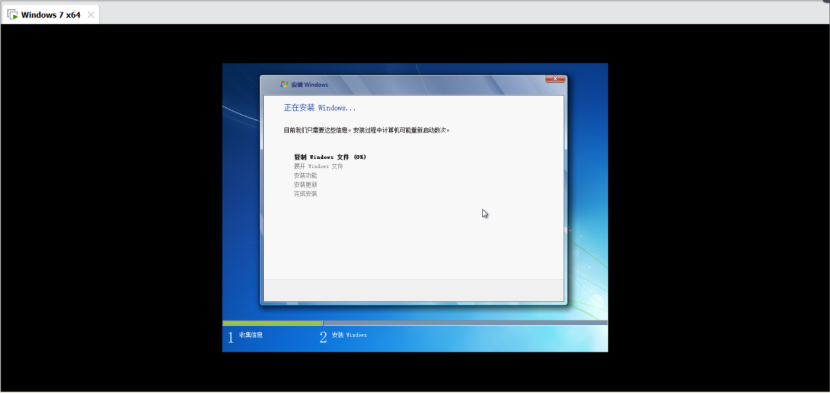 Windows 7 x64
安装 Windows
正在安装 Windows...
目前我们只需要这些信息。安装过程中计算机可能重新启动数次。
复制 Windows 文件 (0%)
展开 Windows 文件
安装功能
安装更新
完成安装
1 收集信息
2 安装 Windows